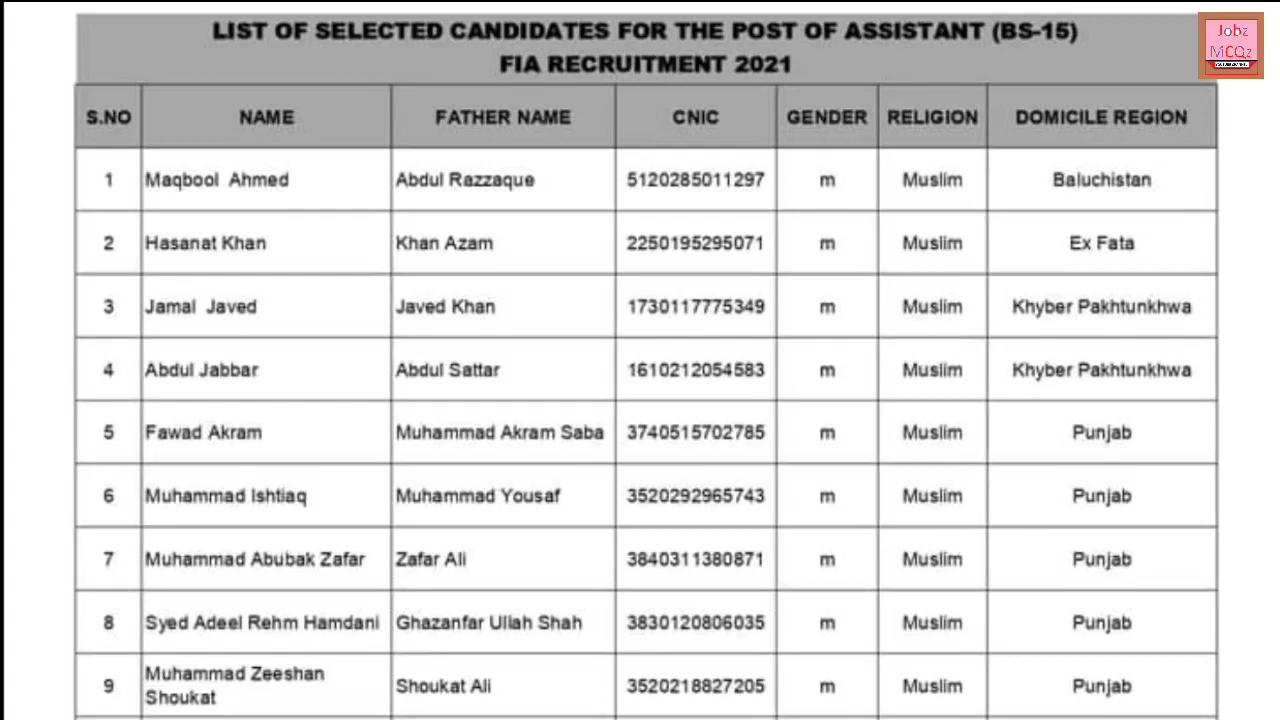 LIST OF SELECTED CANDIDATES FOR THE POST OF ASSISTANT (BS-15)
FIA RECRUITMENT 2021
Jobz
MCQz
S.NO NAME FATHER NAME CNIC GENDER RELIGION DOMICILE REGION
1 Maqbool Ahmed Abdul Razzaque 5120285011297 m Muslim Baluchistan
2 Hasanat Khan Khan Azam 2250195295071 m Muslim Ex Fata
3 Jamal Javed Javed Khan 1730117775349 m Muslim Khyber Pakhtunkhwa
4 Abdul Jabbar Abdul Sattar 1610212054583 m Muslim Khyber Pakhtunkhwa
5 Fawad Akram Muhammad Akram Saba 3740515702785 m Muslim Punjab
6 Muhammad Ishtiaq Muhammad Yousaf 3520292965743 m Muslim Punjab
7 Muhammad Abubak Zafar Zafar Ali 3840311380871 m Muslim Punjab
8 Syed Adeel Rehm Hamdani Ghazanfar Ullah Shah 3830120806035 m Muslim Punjab
9 Muhammad Zeeshan
Shoukat Shoukat Ali 3520218827205 m Muslim Punjab